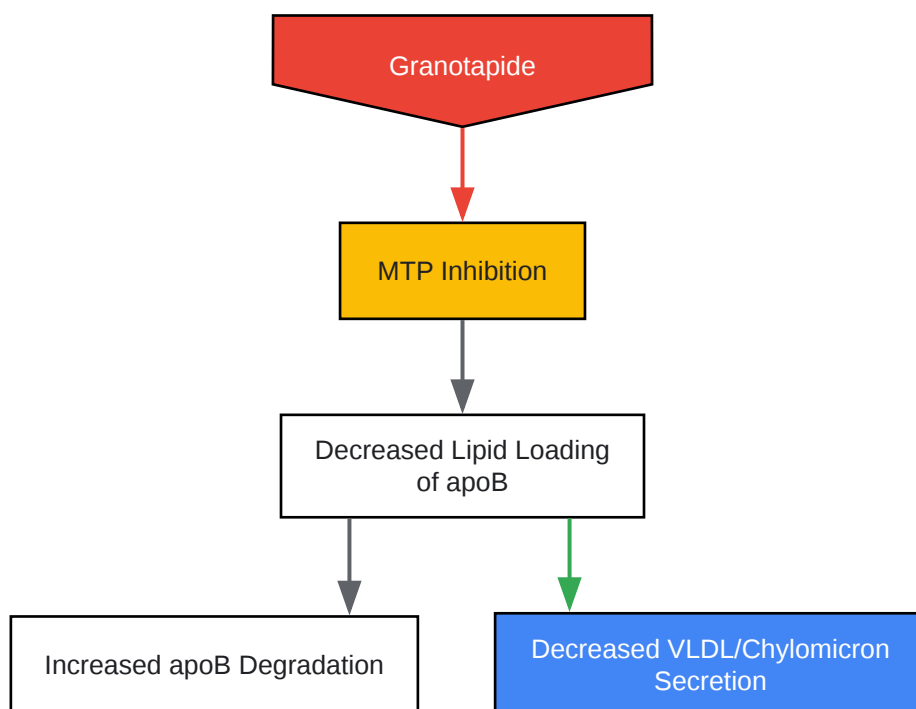 Granotapide
MTP Inhibition
Decreased Lipid Loading
of apoB
Increased apoB Degradation
Decreased VLDL/Chylomicron
Secretion